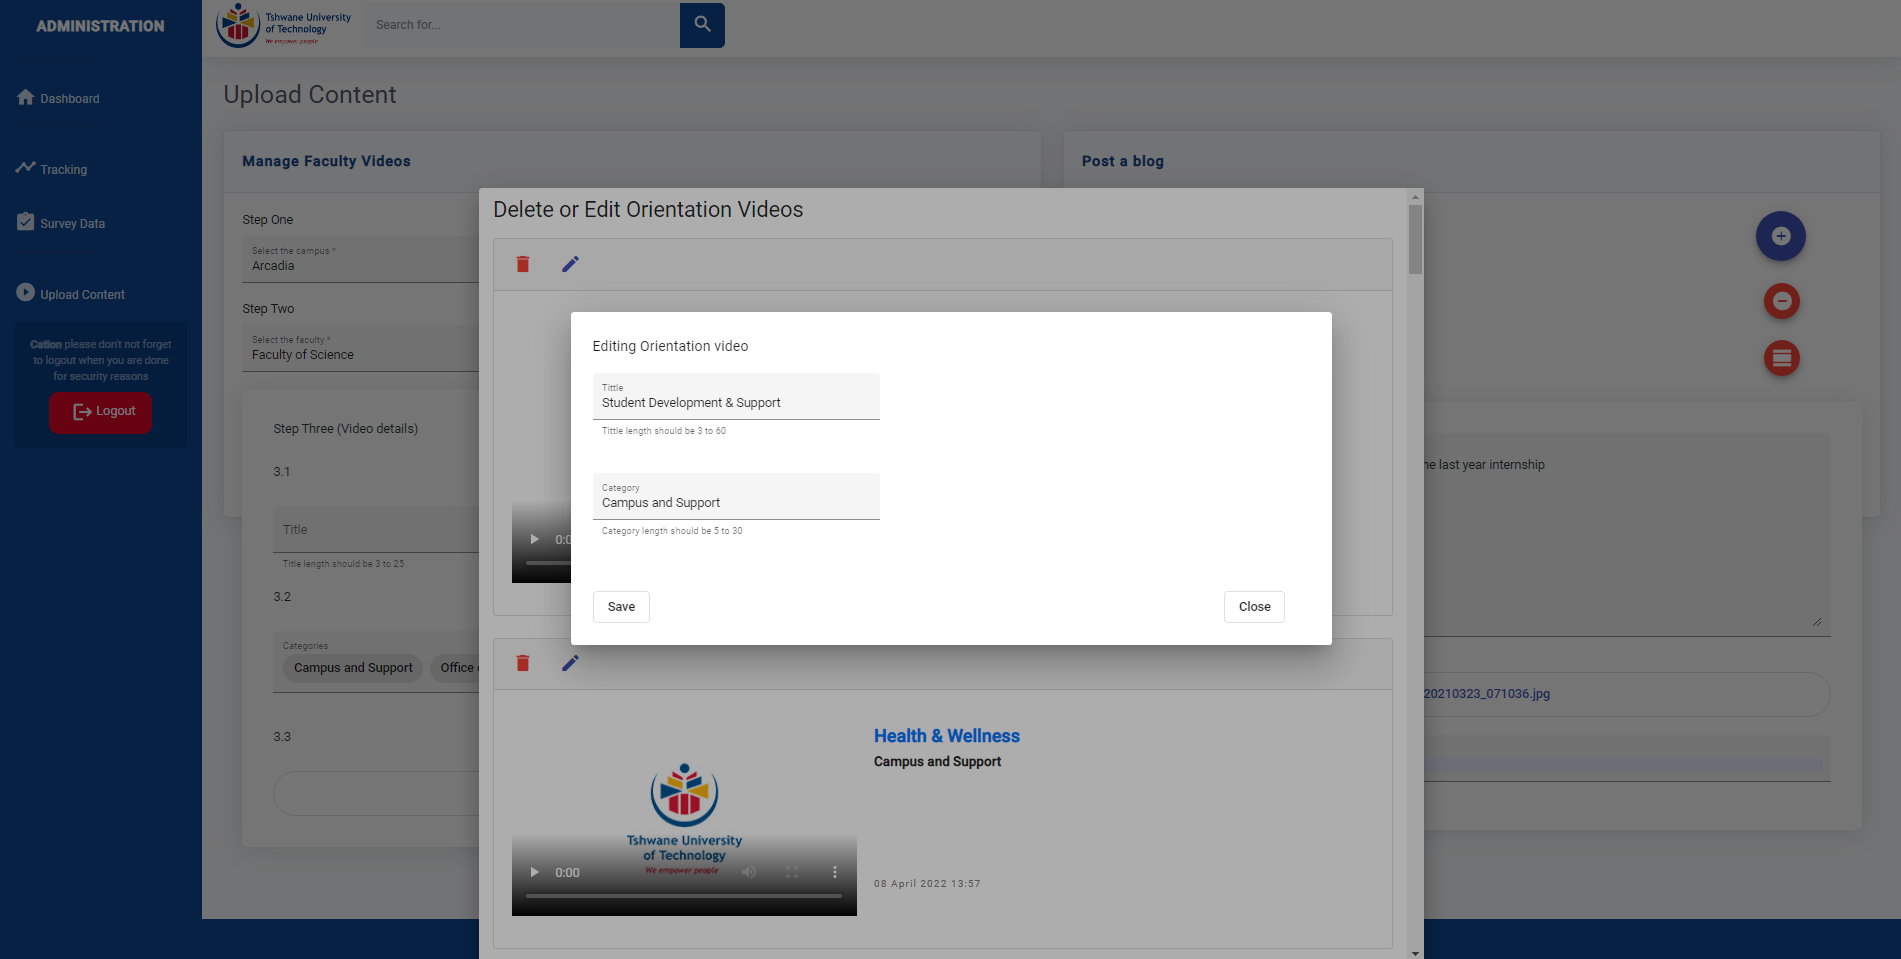 ADMINISTRATION
Dashboard
Tracking
Survey Data
Upload Content
Cation please don't not forget
to logout when you are done
for security reasons
Logout
Tshwane University
of Technology
We empower people
Search for...
Upload Content
Manage Faculty Videos
Step One
Select the campus *
Arcadia
Step Two
Select the faculty *
Faculty of Science
Step Three (Video details)
3.1
Title
Title length should be 3 to 25
3.2
Categories
Campus and Support
Office
3.3
Post a blog
last year internship
20210323_071036.jpg
Delete or Edit Orientation Videos
Editing Orientation video
Tittle
Student Development & Support
Tittle length should be 3 to 60
Category
Campus and Support
Category length should be 5 to 30
Save
Close
Health & Wellness
Campus and Support
Tshwane University
of Technology
We empower people
0:00
08 April 2022 13:57